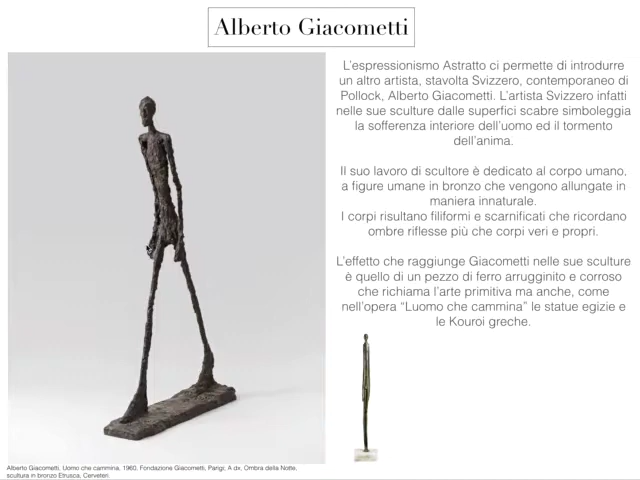 Alberto Giacometti
L'espressionismo Astratto ci permette di introdurre
un altro artista, stavolta Svizzero, contemporaneo di
Pollock, Alberto Giacometti. L'artista Svizzero infatti
nelle sue sculture dalle superfici scabre simboleggia
la sofferenza interiore dell'uomo ed il tormento
dell'anima.
Il suo lavoro di scultore è dedicato al corpo umano,
a figure umane in bronzo che vengono allungate in
maniera innaturale.
I corpi risultano filiformi e scarnificati che ricordano
ombre riflesse più che corpi veri e propri.
L'effetto che raggiunge Giacometti nelle sue sculture
è quello di un pezzo di ferro arrugginito e corroso
che richiama l'arte primitiva ma anche, come
nell'opera “Luomo che cammina” le statue egizie e
le Kouroi greche.
Alberto Giacometti, Uomo che cammina, 1960, Fondazione Giacometti, Parigi; A dx, Ombra della Notte,
scultura in bronzo Etrusca, Cerveteri.